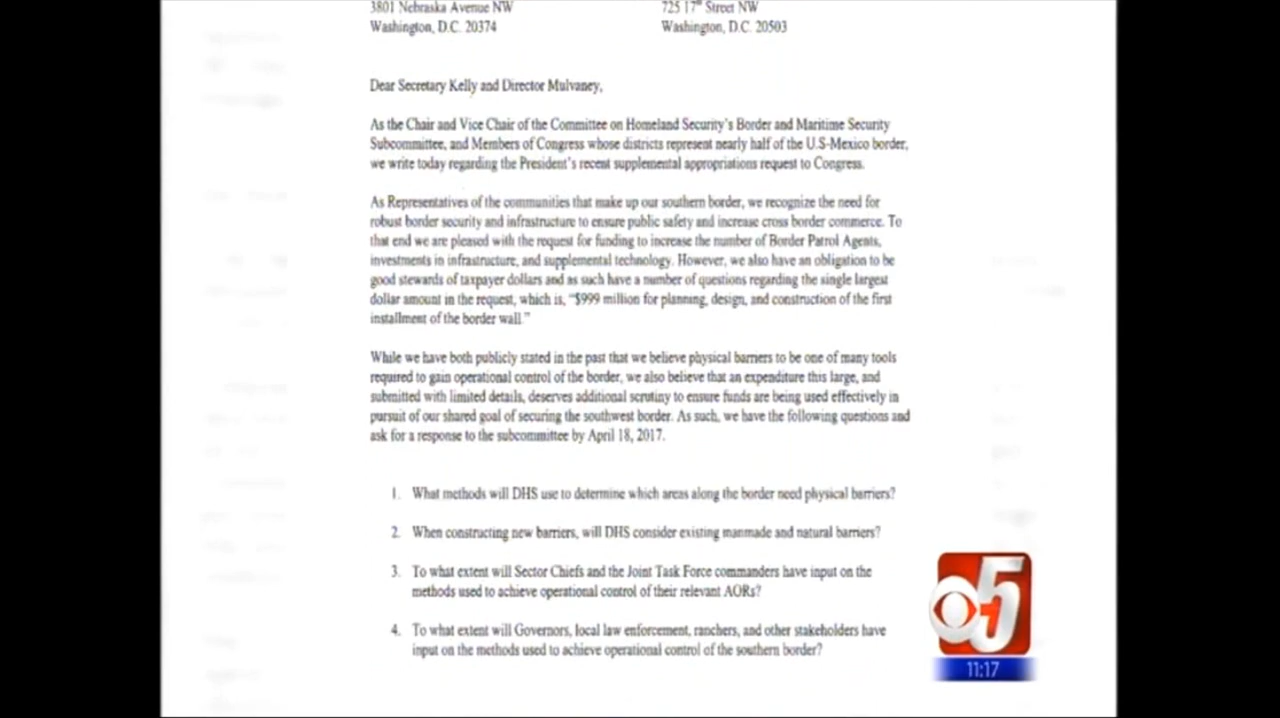 3801 Nebraska Avenue NW
725 17th Street NW
Washington, D.C. 20374
Washington, D.C. 20503
Dear Secretary Kelly and Director Mulvaney,
As the Chair and Vice Chair of the Committee on Homeland Security's Border and Maritime Security
Subcommittee, and Members of Congress whose districts represent nearly half of the U.S-Mexico border,
we write today regarding the President's recent supplemental appropriations request to Congress.
As Representatives of the communities that make up our southern border, we recognize the need for
robust border security and infrastructure to ensure public safety and increase cross border commerce. To
that end we are pleased with the request for funding to increase the number of Border Patrol Agents,
investments in infrastructure, and supplemental technology. However, we also have an obligation to be
good stewards of taxpayer dollars and as such have a number of questions regarding the single largest
dollar amount in the request, which is, "$999 million for planning, design, and construction of the first
installment of the border wall."
While we have both publicly stated in the past that we believe physical barriers to be one of many tools
required to gain operational control of the border, we also believe that an expenditure this large, and
submitted with limited details, deserves additional scrutiny to ensure funds are being used effectively in
pursuit of our shared goal of securing the southwest border. As such, we have the following questions and
ask for a response to the subcommittee by April 18, 2017.
1. What methods will DHS use to determine which areas along the border need physical barriers?
2. When constructing new barriers, will DHS consider existing manmade and natural barriers?
3. To what extent will Sector Chiefs and the Joint Task Force commanders have input on the
methods used to achieve operational control of their relevant AORs?
4. To what extent will Governors, local law enforcement, ranchers, and other stakeholders have
input on the methods used to achieve operational control of the southern border?
5
11:17